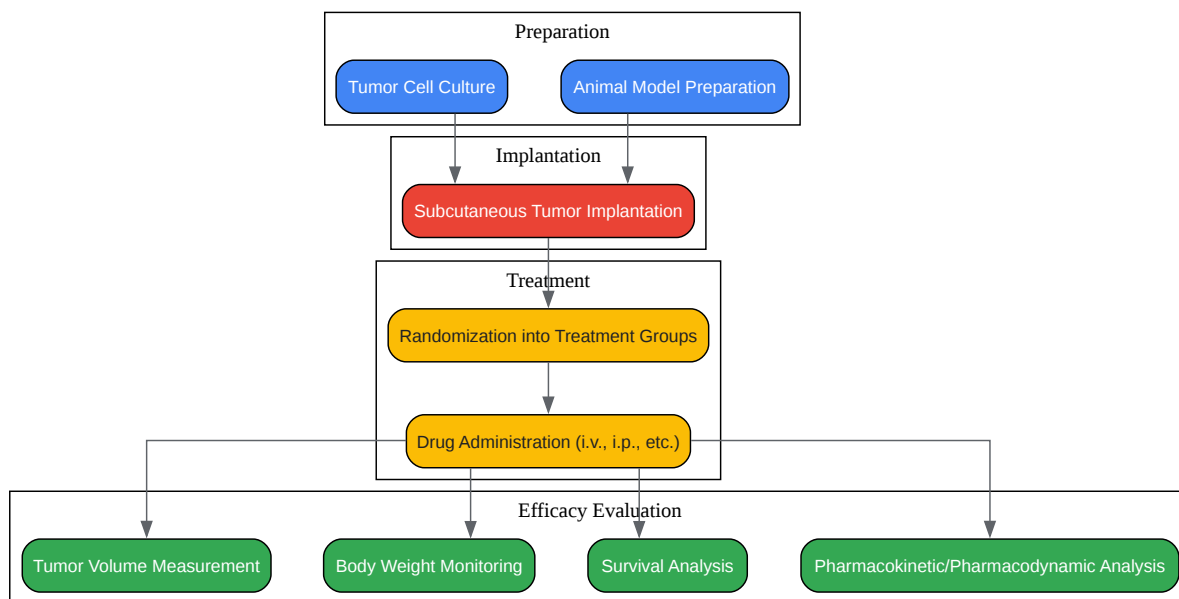 Preparation
Tumor Cell Culture
Animal Model Preparation
Implantation
Subcutaneous Tumor Implantation
Treatment
Randomization into Treatment Groups
Drug Administration (i.v., i.p., etc.)
Efficacy Evaluation
Tumor Volume Measurement
Body Weight Monitoring
Survival Analysis
Pharmacokinetic/Pharmacodynamic Analysis